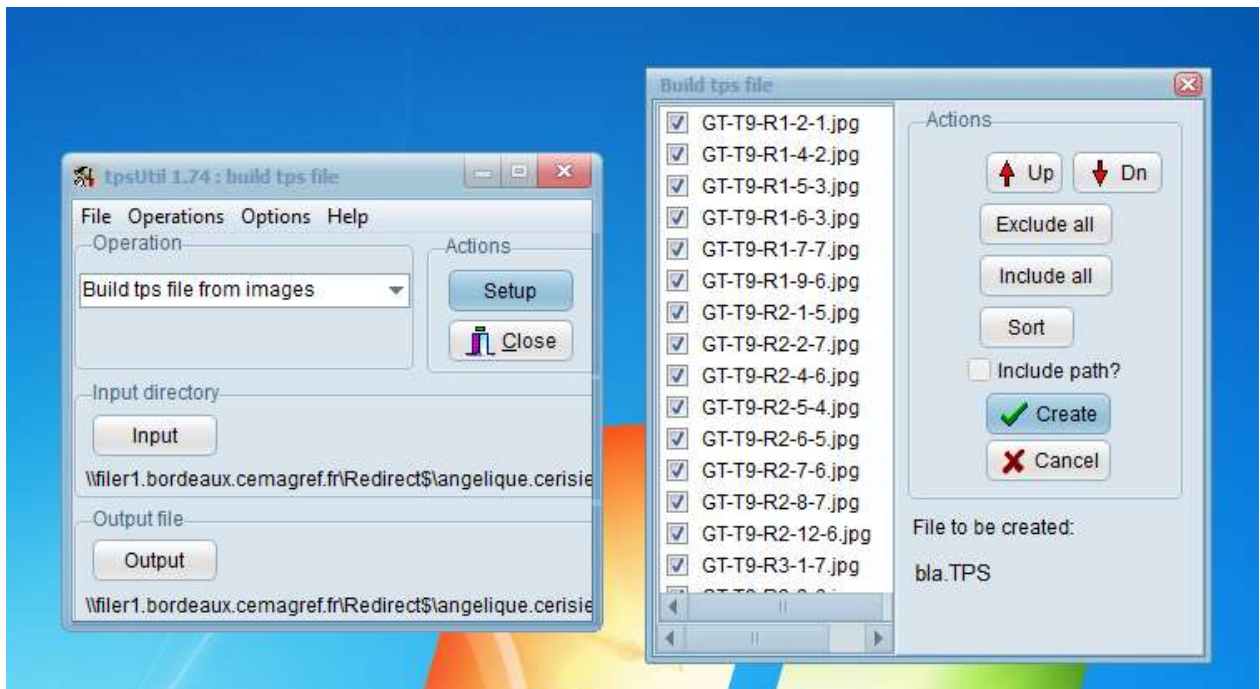 tpsUtil 1.74 : build tps file
File Operations Options Help
Operation
Build tps file from images
Actions
Setup
Close
Input directory
Input
\\filer1.bordeaux.cemagref.fr\Redirect$\angelique.cerisie
Output file
Output
\\filer1.bordeaux.cemagref.fr\Redirect$\angelique.cerisie
Build tps file
GT-T9-R1-2-1.jpg
GT-T9-R1-4-2.jpg
GT-T9-R1-5-3.jpg
GT-T9-R1-6-3.jpg
GT-T9-R1-7-7.jpg
GT-T9-R1-9-6.jpg
GT-T9-R2-1-5.jpg
GT-T9-R2-2-7.jpg
GT-T9-R2-4-6.jpg
GT-T9-R2-5-4.jpg
GT-T9-R2-6-5.jpg
GT-T9-R2-7-6.jpg
GT-T9-R2-8-7.jpg
GT-T9-R2-12-6.jpg
GT-T9-R3-1-7.jpg
Actions
Up Dn
Exclude all
Include all
Sort
Include path?
Create
Cancel
File to be created:
bla.TPS